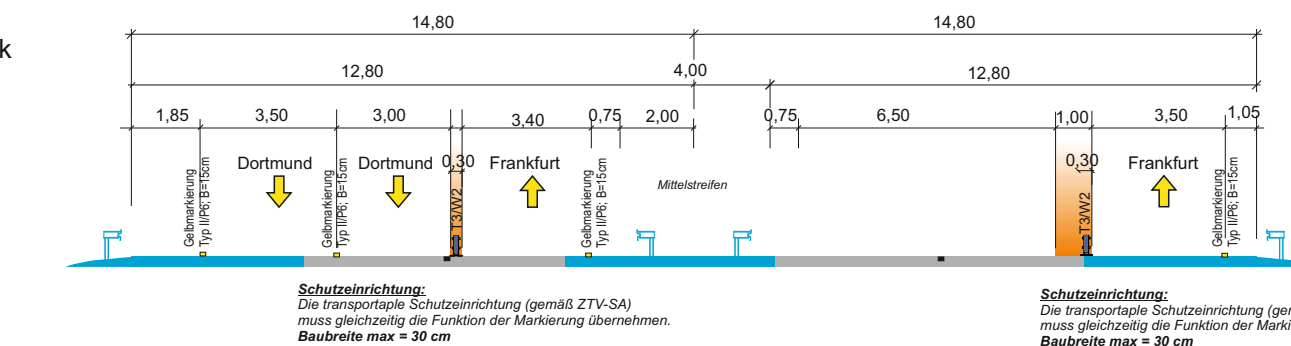 k
14,80
14,80
12,80
4,00
12,80
1,85
3,50
3,00
3,40
0,75
2,00
0,75
6,50
1,00
3,50
1,05
Dortmund
Dortmund
0,30
Frankfurt
0,30
Frankfurt
Mittelstreifen
Gelbmarkierung
Typ II/P6; B=15cm
Gelbmarkierung
Typ II/P6; B=15cm
T3/W2
Gelbmarkierung
Typ II/P6; B=15cm
T3/W2
Gelbmarkierung
Typ II/P6; B=15cm
Schutzeinrichtung:
Die transportaple Schutzeinrichtung (gemäß ZTV-SA)
muss gleichzeitig die Funktion der Markierung übernehmen.
Baubreite max = 30 cm
Schutzeinrichtung:
Die transportaple Schutzeinrichtung (ger
muss gleichzeitig die Funktion der Marki
Baubreite max = 30 cm